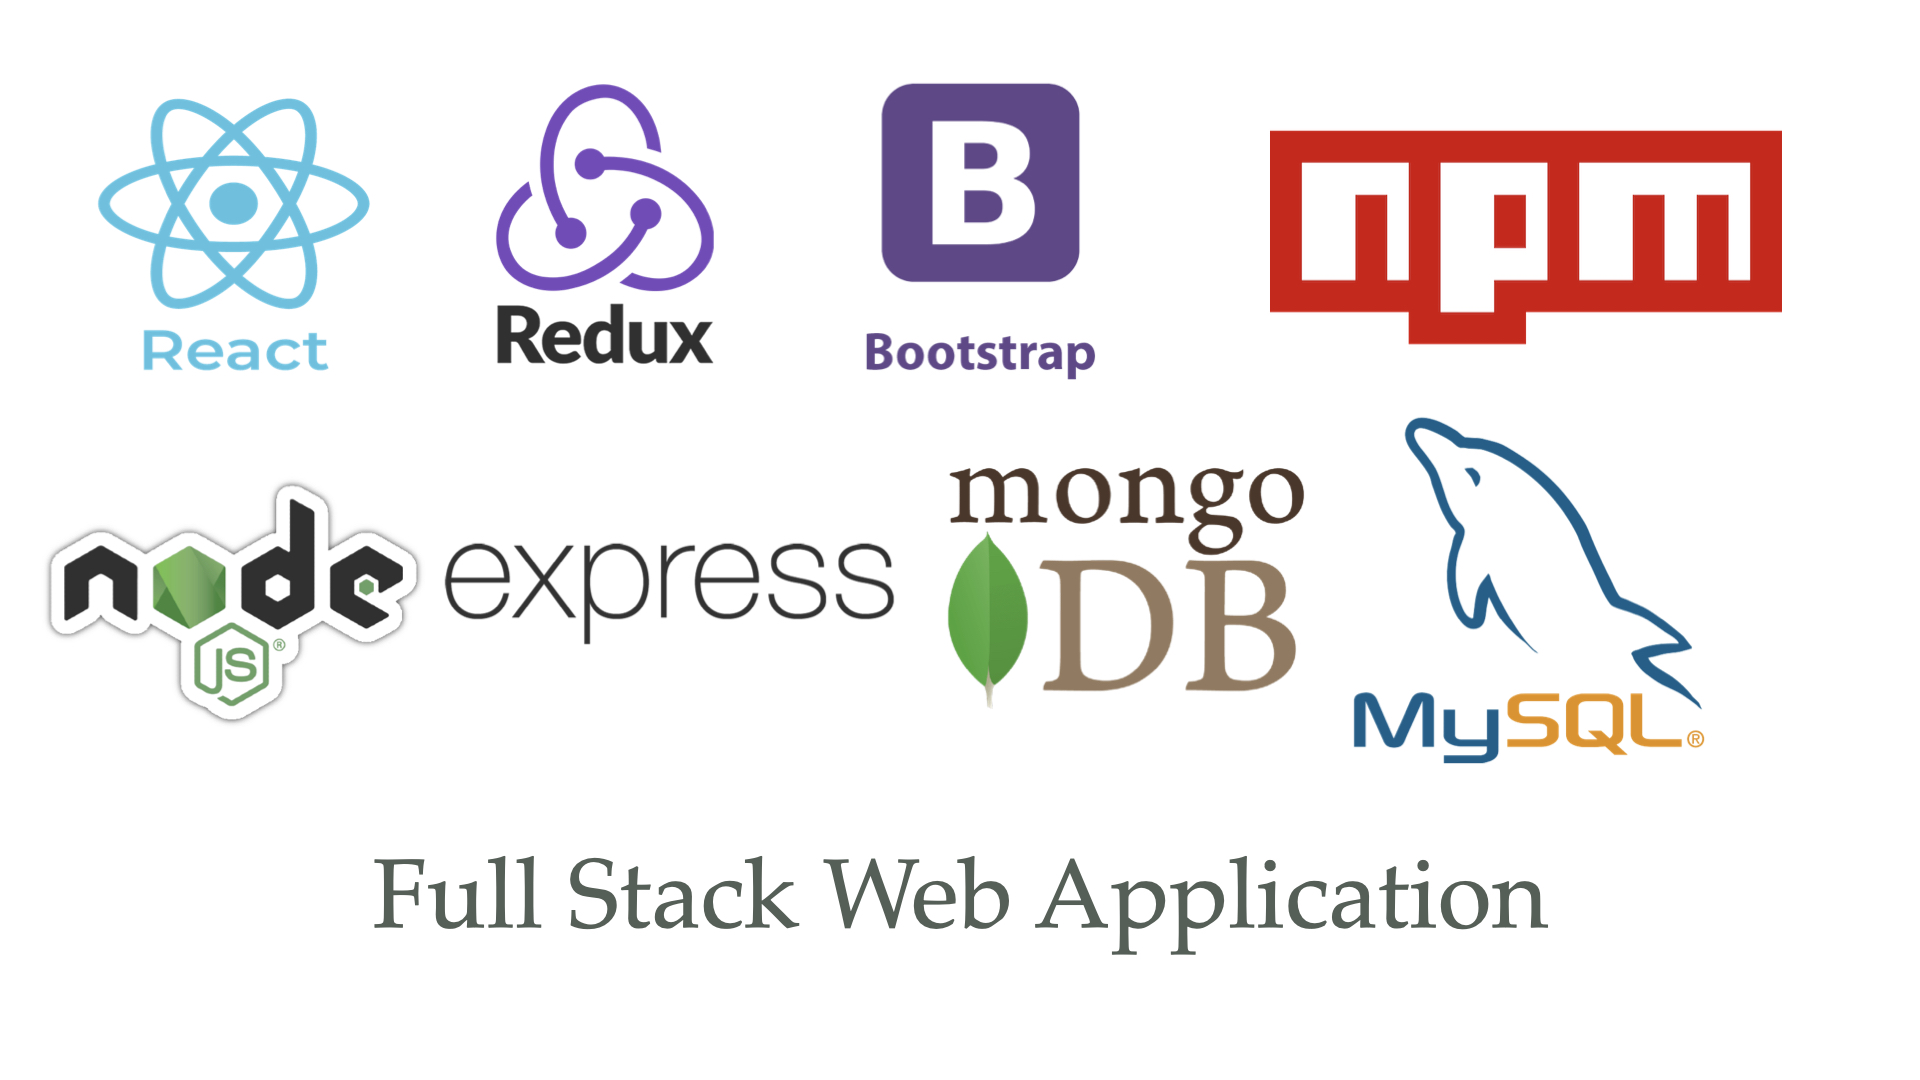 React
Redux
B
Bootstrap
npm
node
JS®
express
mongo
DB
MySQL®
Full Stack Web Application